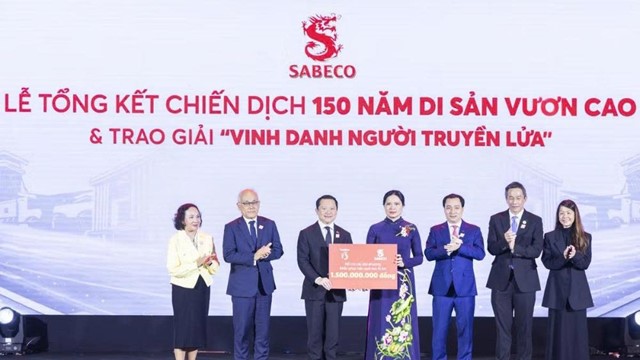 SABECO
LỄ TỔNG KẾT CHIẾN DỊCH 150 NĂM DI SẢN VƯƠN CAO
& TRAO GIẢI “VINH DANH NGƯỜI TRUYỀN LỬA”
SABECO
1.500.000.000 đồng